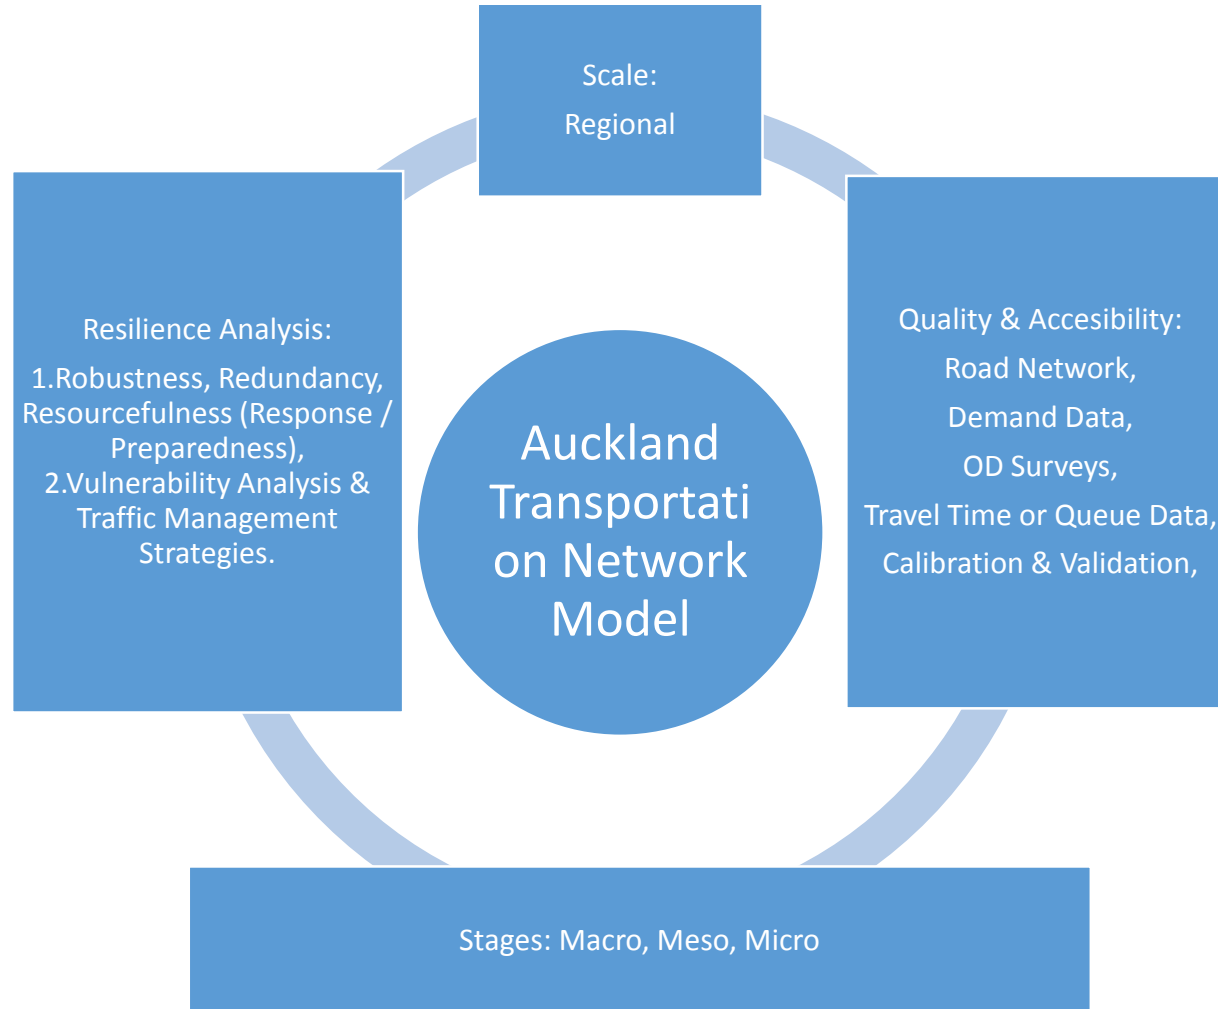 Scale:
Regional
Resilience Analysis:
1.Robustness, Redundancy,
Resourcefulness (Response /
Preparedness),
2.Vulnerability Analysis &
Traffic Management
Strategies.
Auckland
Transportati
on Network
Model
Quality & Accesibility:
Road Network,
Demand Data,
OD Surveys,
Travel Time or Queue Data,
Calibration & Validation,
Stages: Macro, Meso, Micro